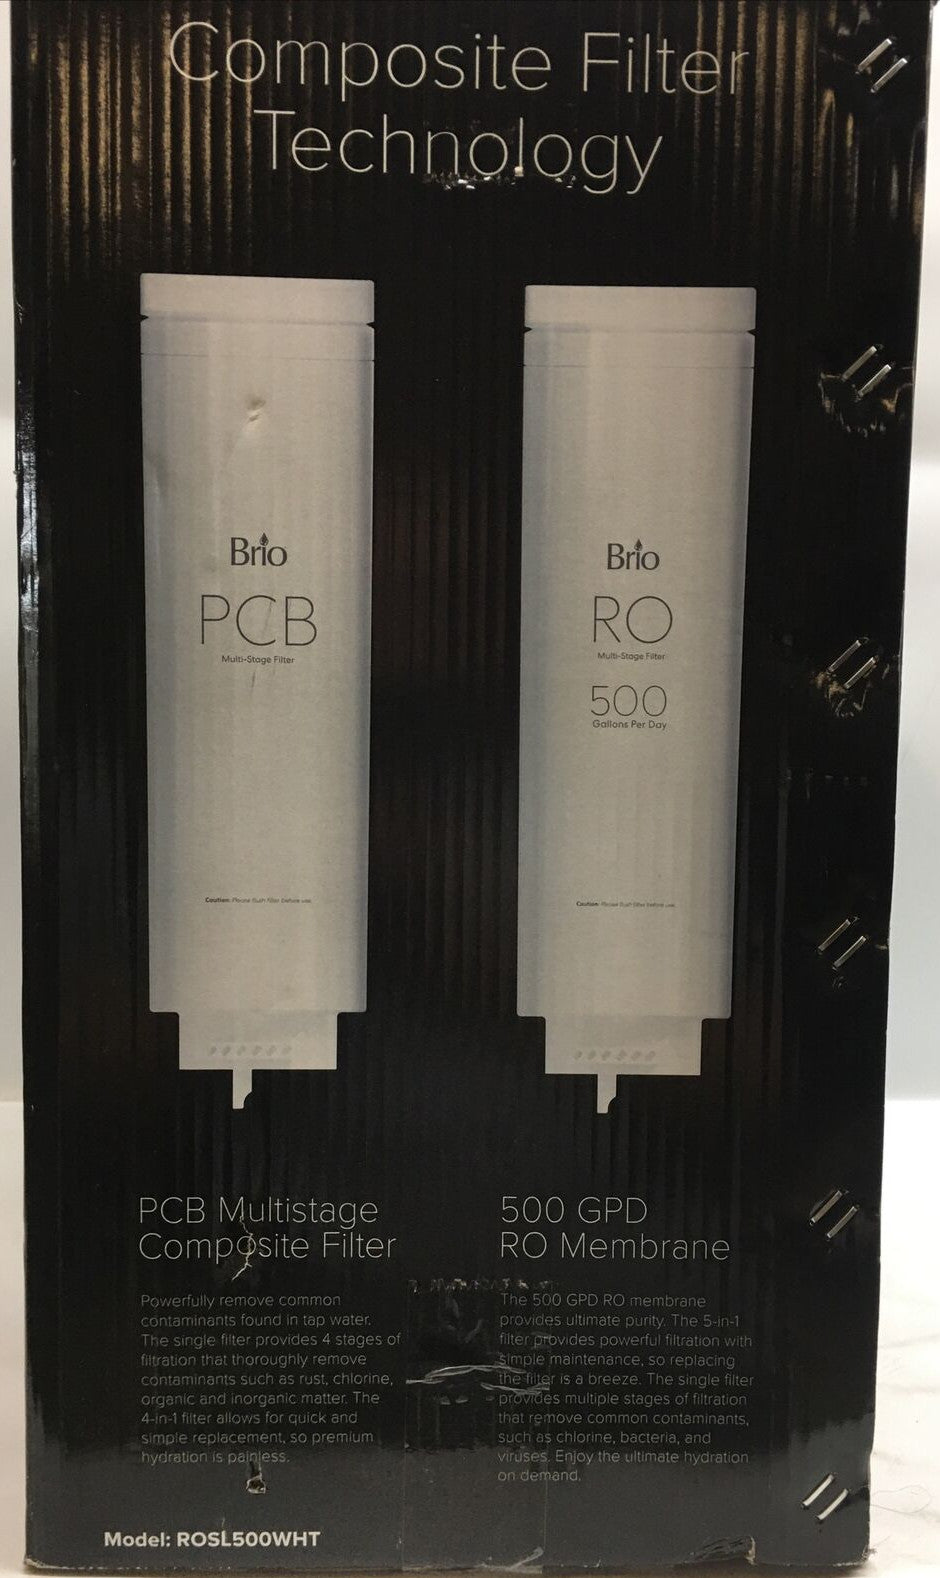 Composite Filter
Technology
Brio
PCB
Multi-Stage Filter
Caution: Please flush filter before use.
Brio
RO
Multi-Stage Filter
500
Gallons Per Day
Caution: Please flush filter before use.
PCB Multistage
Composite Filter
Powerfully remove common
contaminants found in tap water.
The single filter provides 4 stages of
filtration that thoroughly remove
contaminants such as rust, chlorine,
organic and inorganic matter. The
4-in-1 filter allows for quick and
simple replacement, so premium
hydration is painless.
500 GPD
RO Membrane
The 500 GPD RO membrane
provides ultimate purity. The 5-in-1
filter provides powerful filtration with
simple maintenance, so replacing
the filter is a breeze. The single filter
provides multiple stages of filtration
that remove common contaminants,
such as chlorine, bacteria, and
viruses. Enjoy the ultimate hydration
on demand.
Model: ROSL500WHT